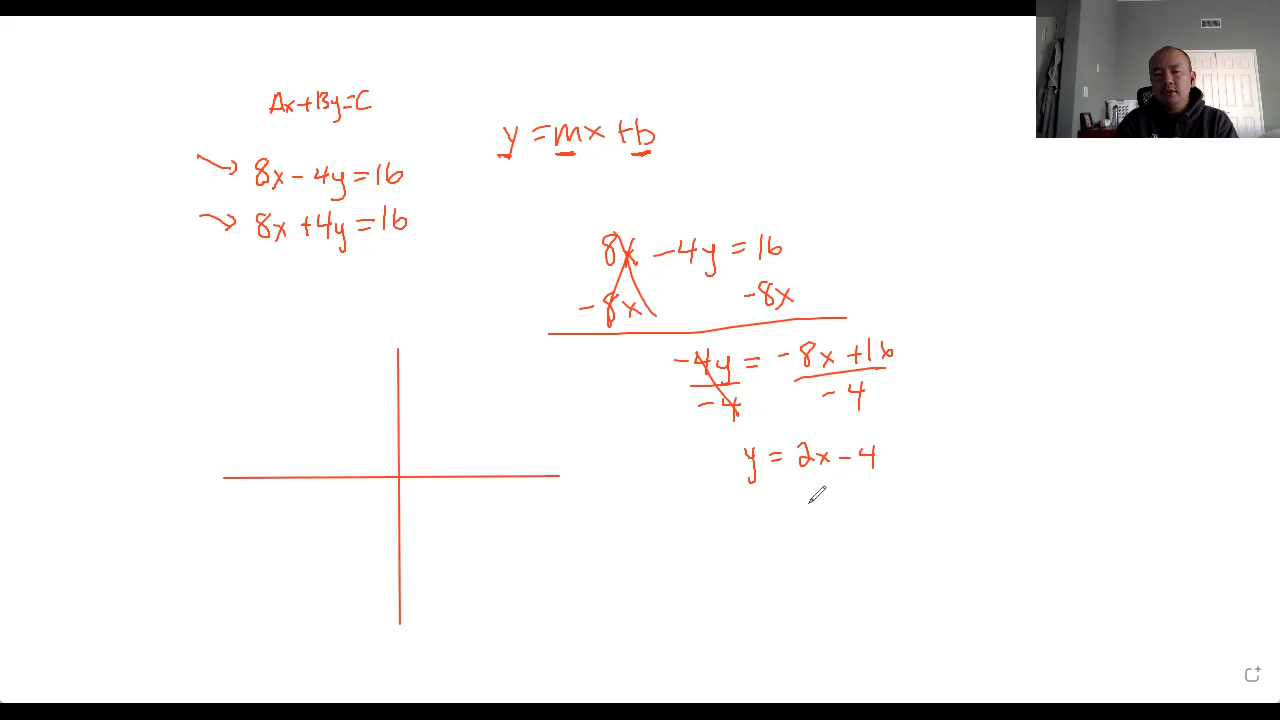 Ax+By=C
y=mx+b
8x-4y=16
8x+4y=16
8x-4y=16
-8x -8x
-4y=-8x+16
-4 -4
y=2x-4